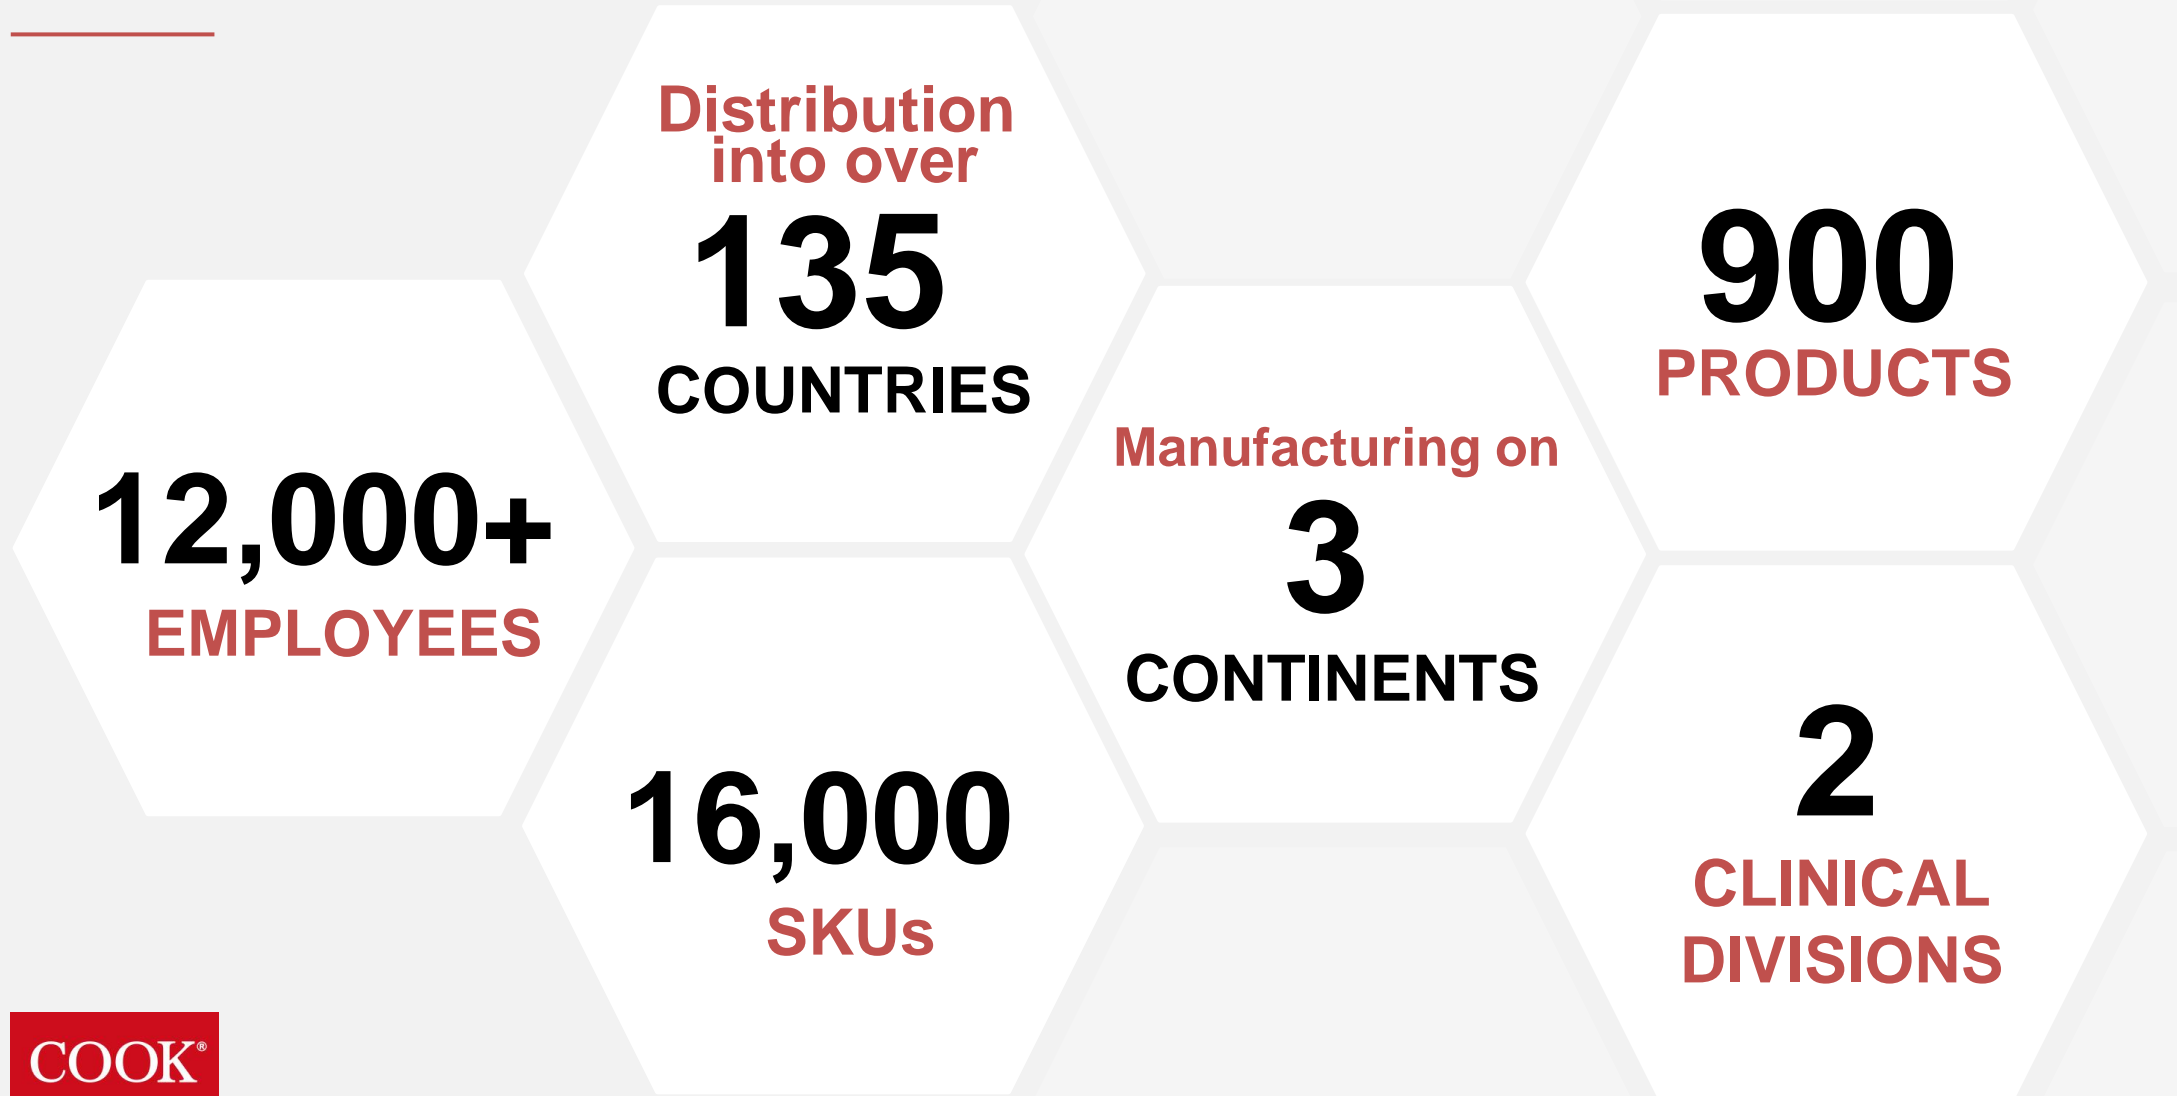 Distribution
into over
135
COUNTRIES
900
PRODUCTS
12,000+
EMPLOYEES
Manufacturing on
3
CONTINENTS
16,000
SKUs
2
CLINICAL
DIVISIONS
COOK®